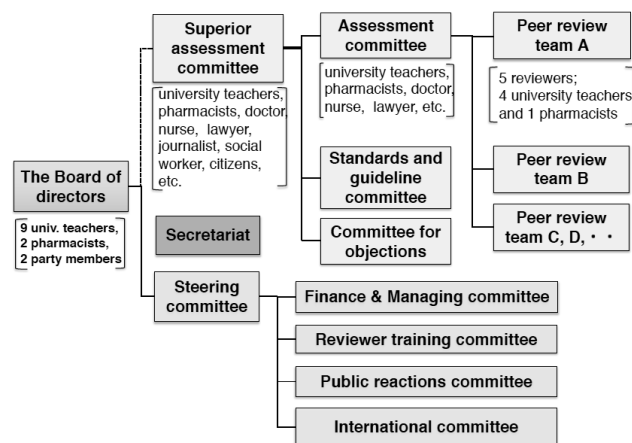 Superior
assessment
committee
university teachers,
pharmacists, doctor,
nurse, lawyer,
journalist, social
worker, citizens,
etc.
Assessment
committee
university teachers,
pharmacists, doctor,
nurse, lawyer, etc.
Peer review
team A
5 reviewers;
4 university teachers
and 1 pharmacists
Standards and
guideline
committee
Peer review
team B
Committee for
objections
Peer review
team C, D, ・・
The Board of
directors
9 univ. teachers,
2 pharmacists,
2 party members
Secretariat
Steering
committee
Finance & Managing committee
Reviewer training committee
Public reactions committee
International committee